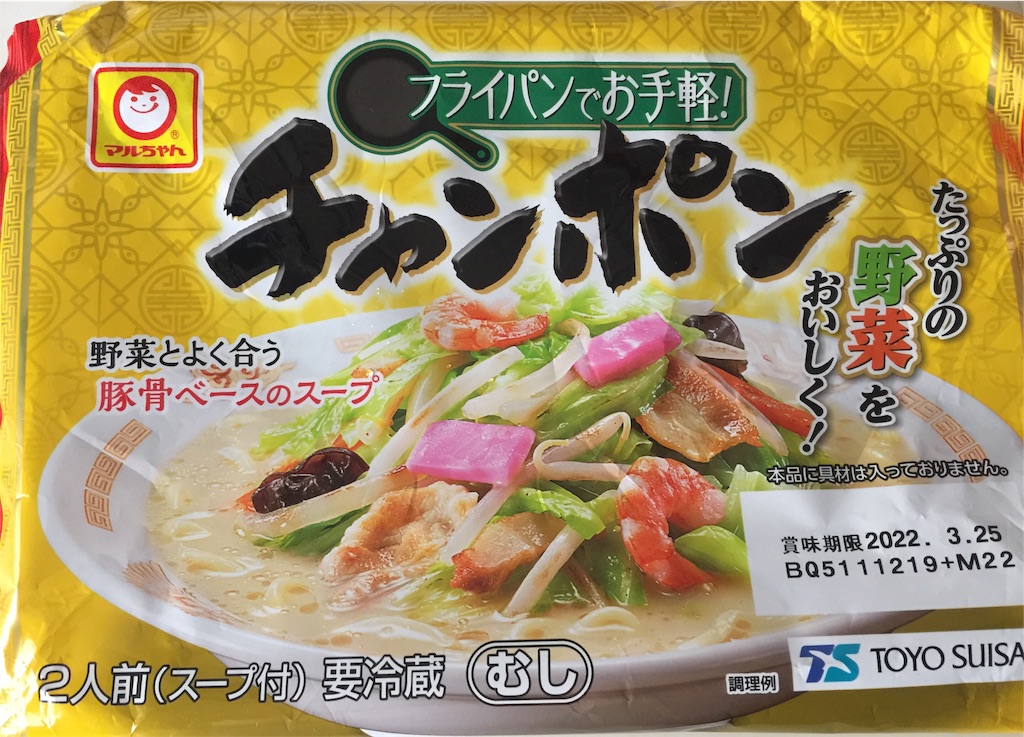 フライパンでお手軽!
マルちゃん®
チャンポン
たっぷりの
野菜を
おいしく!
野菜とよく合う
豚骨ベースのスープ
本品に具材は入っておりません。
賞味期限2022. 3.25
BQ5111219+M22
2人前(スープ付) 要冷蔵 むし
調理例
TS TOYO SUISA